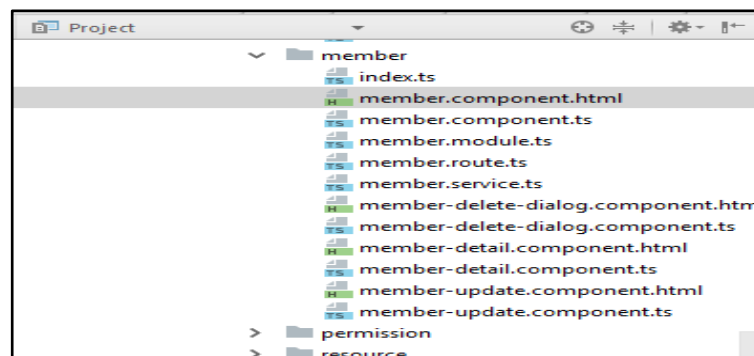 Project
member
index.ts
member.component.html
member.component.ts
member.module.ts
member.route.ts
member.service.ts
member-delete-dialog.component.htm
member-delete-dialog.component.ts
member-detail.component.html
member-detail.component.ts
member-update.component.html
member-update.component.ts
permission
resource